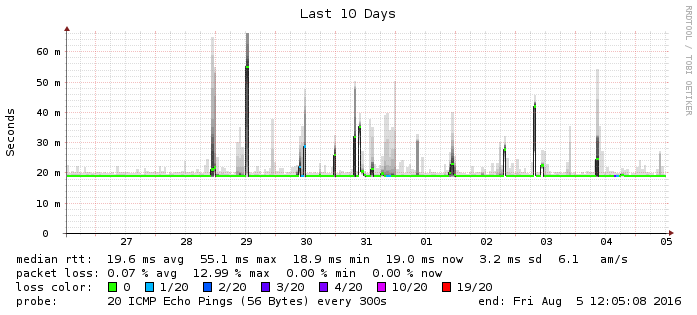 Last 10 Days
RRDTOOL / TOBI OETIKER
Seconds
60 m
50 m
40 m
30 m
20 m
10 m
0
27 28 29 30 31 01 02 03 04 05
median rtt: 19.6 ms avg 55.1 ms max 18.9 ms min 19.0 ms now 3.2 ms sd 6.1 am/s
packet loss: 0.07 % avg 12.99 % max 0.00 % min 0.00 % now
loss color: 0 1/20 2/20 3/20 4/20 10/20 19/20
probe: 20 ICMP Echo Pings (56 Bytes) every 300s end: Fri Aug 5 12:05:08 2016